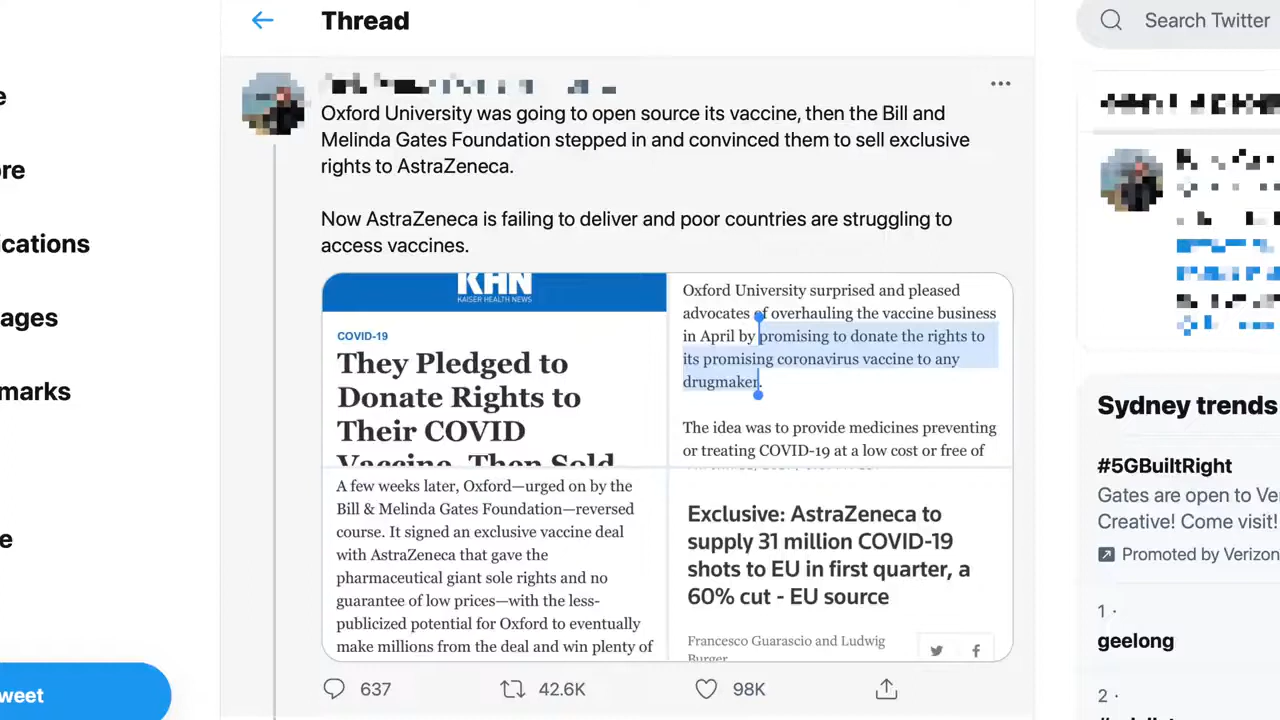 Thread
Search Twitter
e
re
ications
ages
marks
e
weet
Oxford University was going to open source its vaccine, then the Bill and
Melinda Gates Foundation stepped in and convinced them to sell exclusive
rights to AstraZeneca.
Now AstraZeneca is failing to deliver and poor countries are struggling to
access vaccines.
KHN
KAISER HEALTH NEWS
COVID-19
They Pledged to
Donate Rights to
Their COVID
Vaccine, Then Sold
Oxford University surprised and pleased
advocates of overhauling the vaccine business
in April by promising to donate the rights to
its promising coronavirus vaccine to any
drugmaker.
The idea was to provide medicines preventing
or treating COVID-19 at a low cost or free of
A few weeks later, Oxford—urged on by the
Bill & Melinda Gates Foundation—reversed
course. It signed an exclusive vaccine deal
with AstraZeneca that gave the
pharmaceutical giant sole rights and no
guarantee of low prices—with the less-
publicized potential for Oxford to eventually
make millions from the deal and win plenty of
Exclusive: AstraZeneca to
supply 31 million COVID-19
shots to EU in first quarter, a
60% cut - EU source
Francesco Guarascio and Ludwig
Burger
637
42.6K
98K
Sydney trends
#5GBuiltRight
Gates are open to Ve
Creative! Come visit!
Promoted by Verizon
1 ·
geelong
2 ·